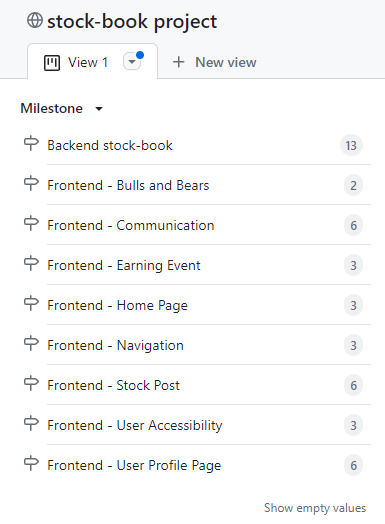 stock-book project
View 1
New view
Milestone
Backend stock-book 13
Frontend - Bulls and Bears 2
Frontend - Communication 6
Frontend - Earning Event 3
Frontend - Home Page 3
Frontend - Navigation 3
Frontend - Stock Post 6
Frontend - User Accessibility 3
Frontend - User Profile Page 6
Show empty values